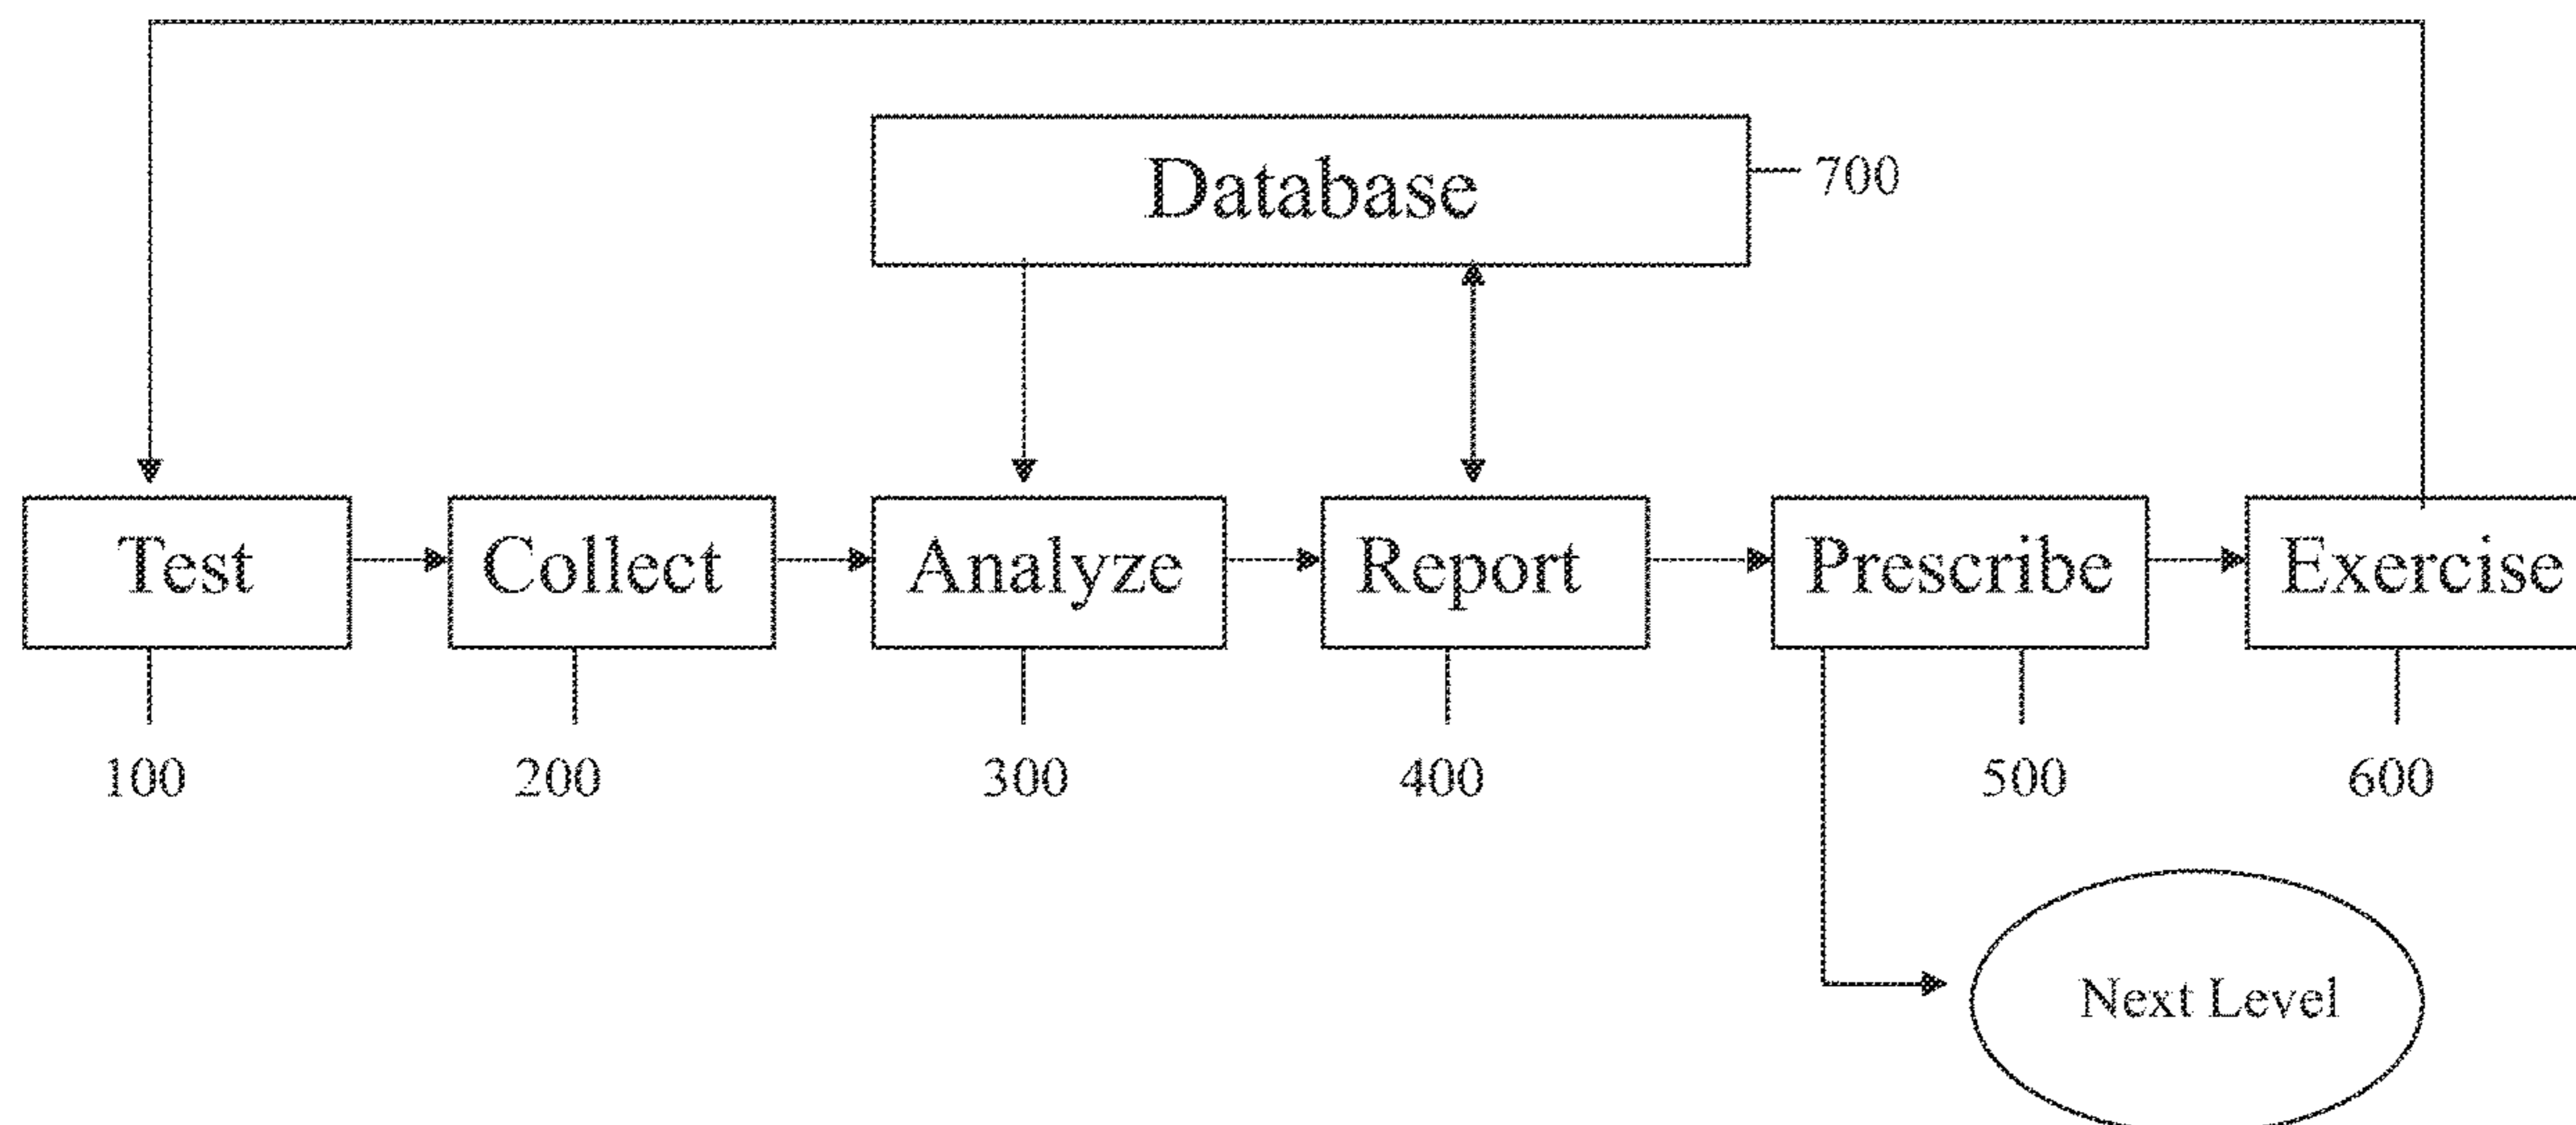 Database
700
Test
Collect
Analyze
Report
Prescribe
Exercise
100
200
300
400
500
600
Next Level